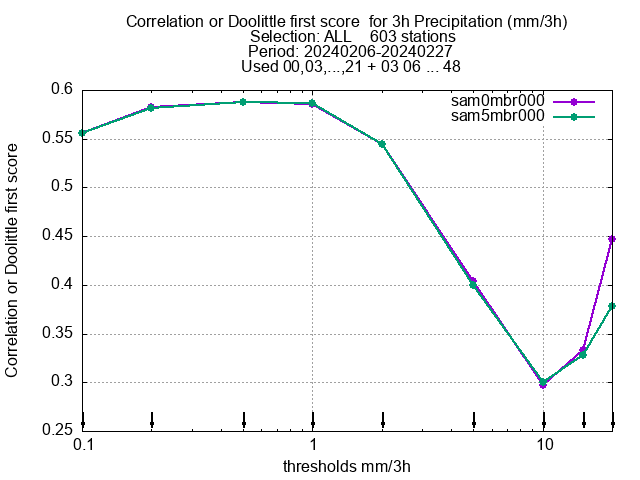 Correlation or Doolittle first score  for 3h Precipitation (mm/3h)
Selection: ALL    603 stations
Period: 20240206-20240227
Used 00,03,...,21 + 03 06 ... 48
sam0mbr000
sam5mbr000
Correlation or Doolittle first score
0.6
0.55
0.5
0.45
0.4
0.35
0.3
0.25
0.1
1
10
thresholds mm/3h